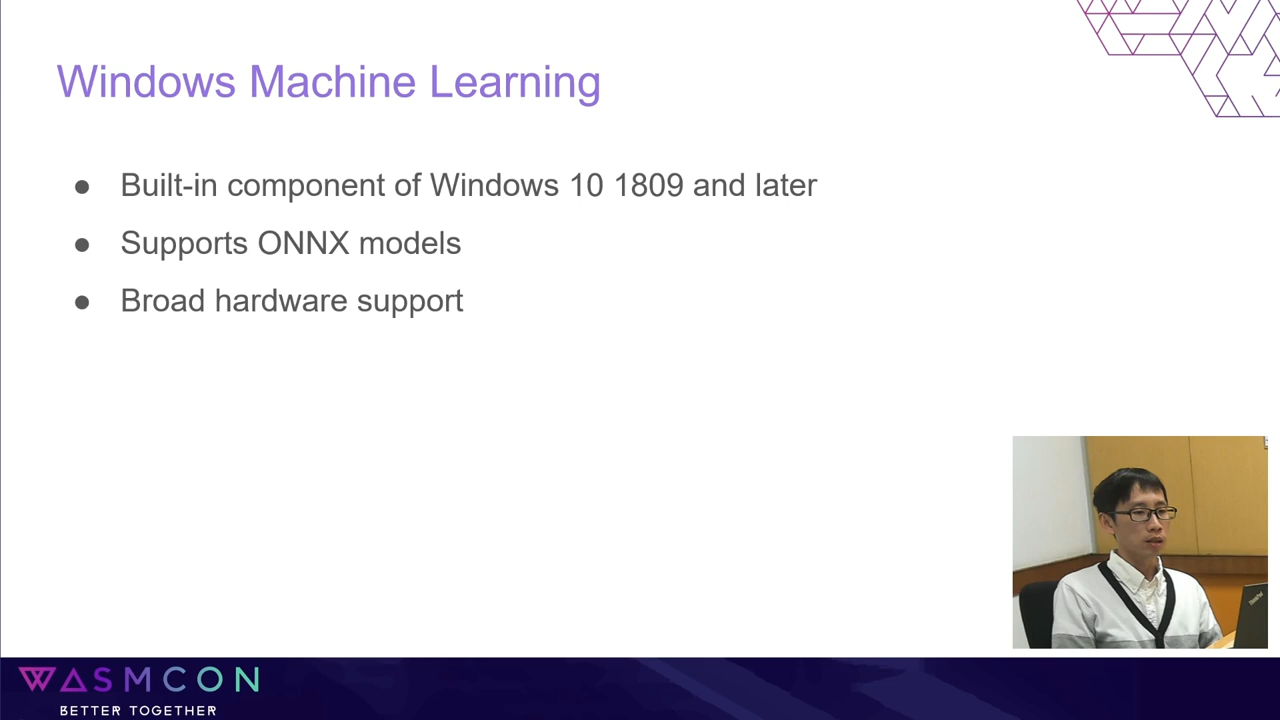 Windows Machine Learning
● Built-in component of Windows 10 1809 and later
● Supports ONNX models
● Broad hardware support
ThinkPad
WASMCON
BETTER TOGETHER